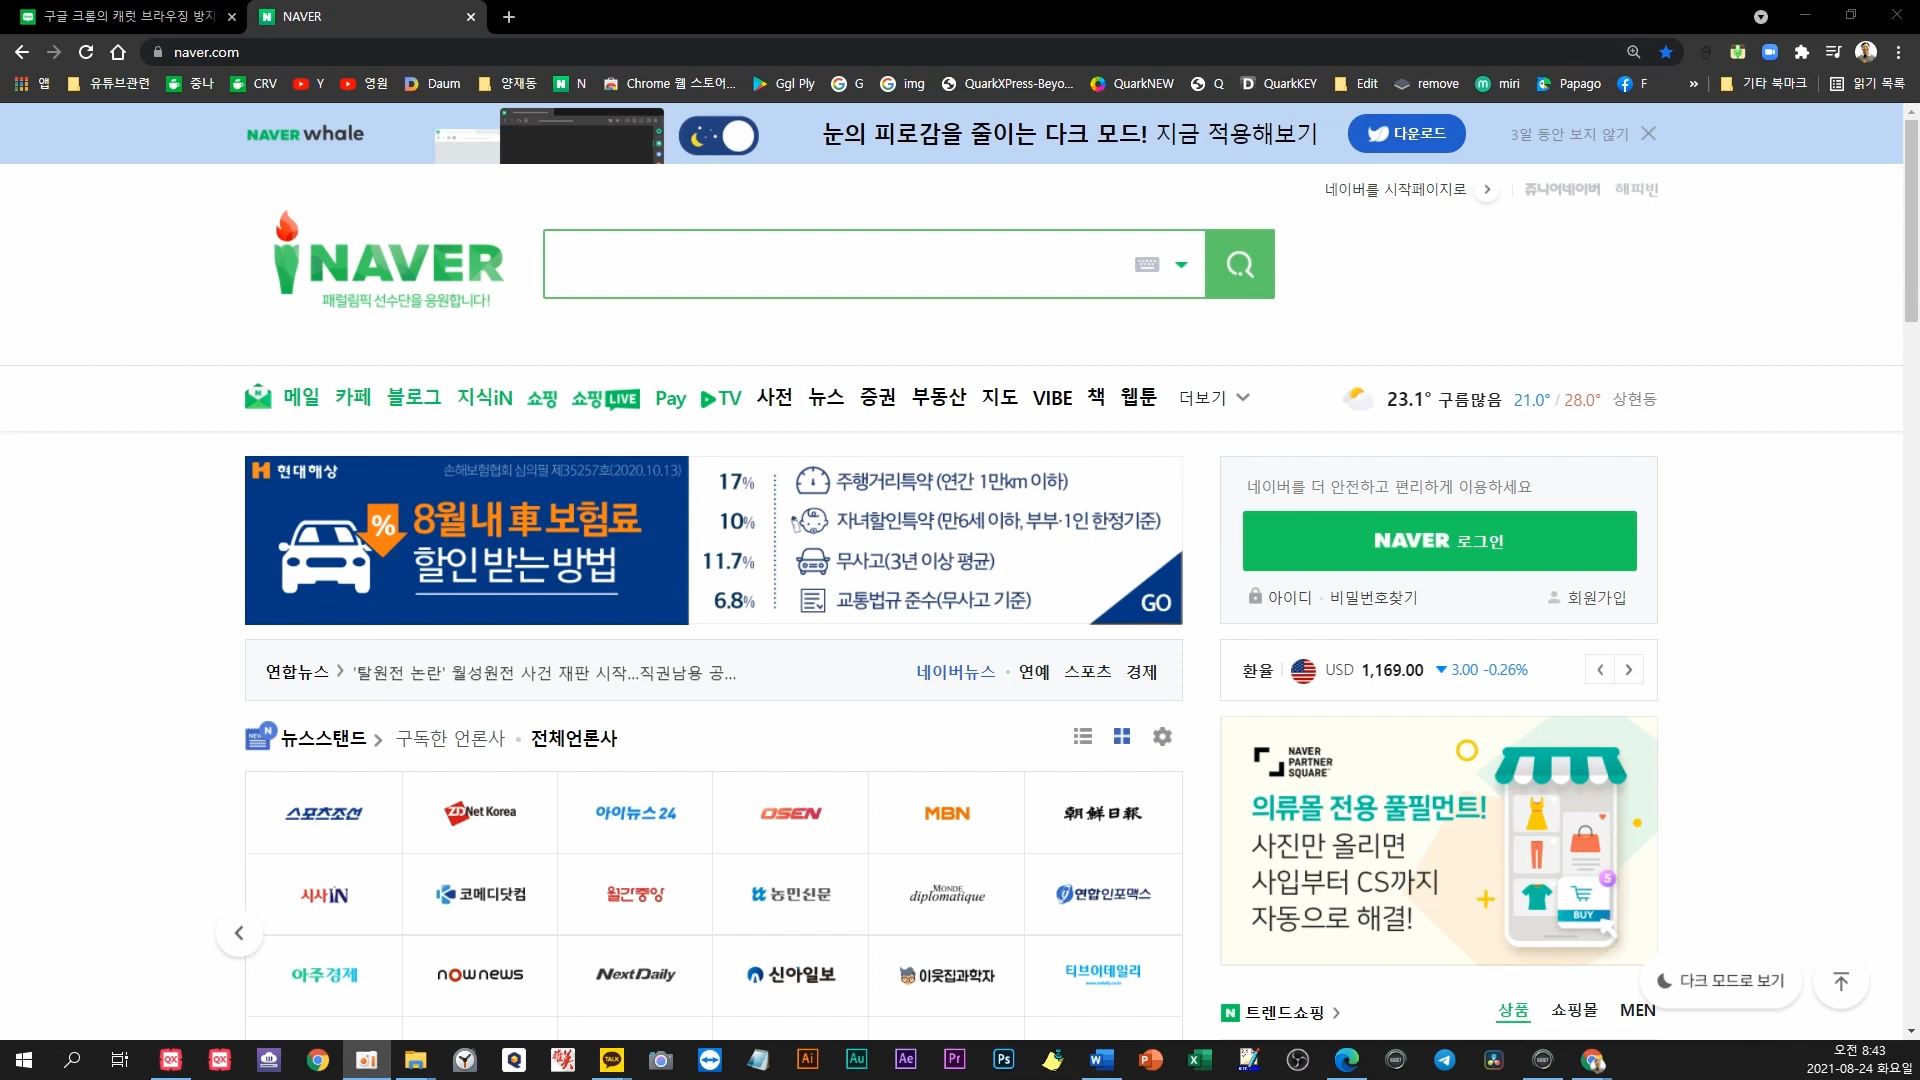 구글 크롬의 캐럿 브라우징 방지
NAVER
naver.com
앱 유튜브관련 중나 CRV Y 영원 Daum 양재동 N Chrome 웹 스토어... Ggl Ply G img QuarkXPress-Beyo... QuarkNEW Q QuarkKEY Edit remove miri Papago F » 기타 북마크 읽기 목록
NAVER whale
눈의 피로감을 줄이는 다크 모드! 지금 적용해보기
다운로드
3일 동안 보지 않기
네이버를 시작페이지로
쥬니어네이버 해피빈
NAVER
패럴림픽 선수단을 응원합니다!
메일 카페 블로그 지식iN 쇼핑 쇼핑LIVE Pay TV 사전 뉴스 증권 부동산 지도 VIBE 책 웹툰 더보기
23.1° 구름많음 21.0° / 28.0° 상현동
현대해상
손해보험협회 심의필 제35257호(2020.10.13)
%
8월 내 車 보험료
할인 받는 방법
17% 주행거리특약 (연간 1만km 이하)
10% 자녀할인특약 (만6세 이하, 부부·1인 한정기준)
11.7% 무사고(3년 이상 평균)
6.8% 교통법규 준수(무사고 기준)
GO
네이버를 더 안전하고 편리하게 이용하세요
NAVER 로그인
아이디 · 비밀번호찾기
회원가입
연합뉴스 '탈원전 논란' 월성원전 사건 재판 시작...직권남용 공...
네이버뉴스 · 연예 스포츠 경제
환율 USD 1,169.00 ▼ 3.00 -0.26%
뉴스스탠드 구독한 언론사 · 전체언론사
스포츠조선 ZDNet Korea 아이뉴스24 OSEN MBN 朝鮮日報
시사IN 코메디닷컴 월간중앙 농민신문 LE MONDE diplomatique 연합인포맥스
아주경제 nownews NextDaily 신아일보 이웃집과학자 티브이데일리
NAVER
PARTNER
SQUARE
의류몰 전용 풀필먼트!
사진만 올리면
사입부터 CS까지
자동으로 해결!
5
BUY
다크 모드로 보기
트렌드쇼핑
상품 쇼핑몰 MEN
TALK
Ai
Au
Ae
Pr
Ps
오전 8:43
2021-08-24 화요일